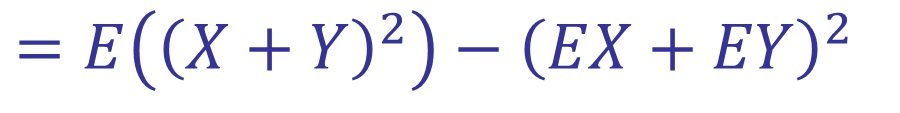 = E((X + Y)²) − (EX + EY)²